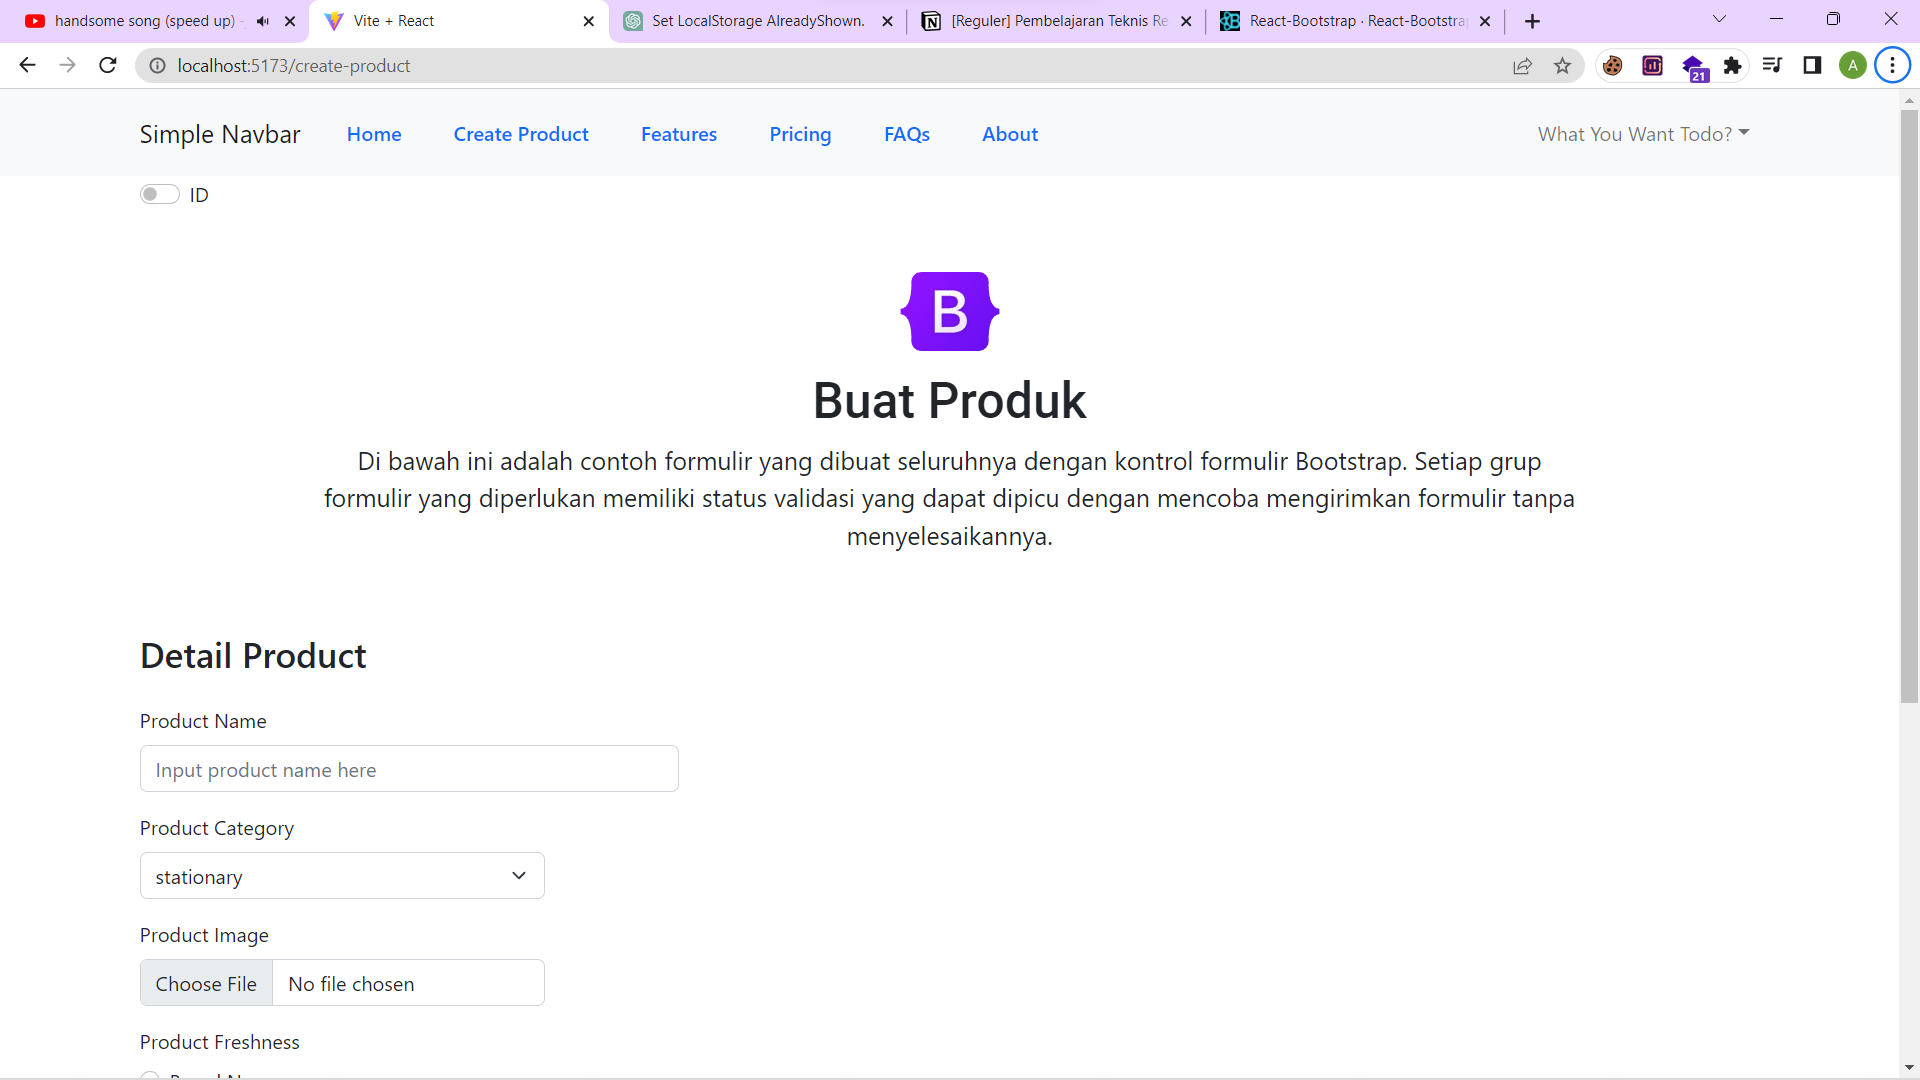 handsome song (speed up)
Vite + React
Set LocalStorage AlreadyShown.
[Reguler] Pembelajaran Teknis Re
React-Bootstrap · React-Bootstra
localhost:5173/create-product
21
A
Simple Navbar Home Create Product Features Pricing FAQs About What You Want Todo?
ID
B
Buat Produk
Di bawah ini adalah contoh formulir yang dibuat seluruhnya dengan kontrol formulir Bootstrap. Setiap grup
formulir yang diperlukan memiliki status validasi yang dapat dipicu dengan mencoba mengirimkan formulir tanpa
menyelesaikannya.
Detail Product
Product Name
Input product name here
Product Category
stationary
Product Image
Choose File No file chosen
Product Freshness